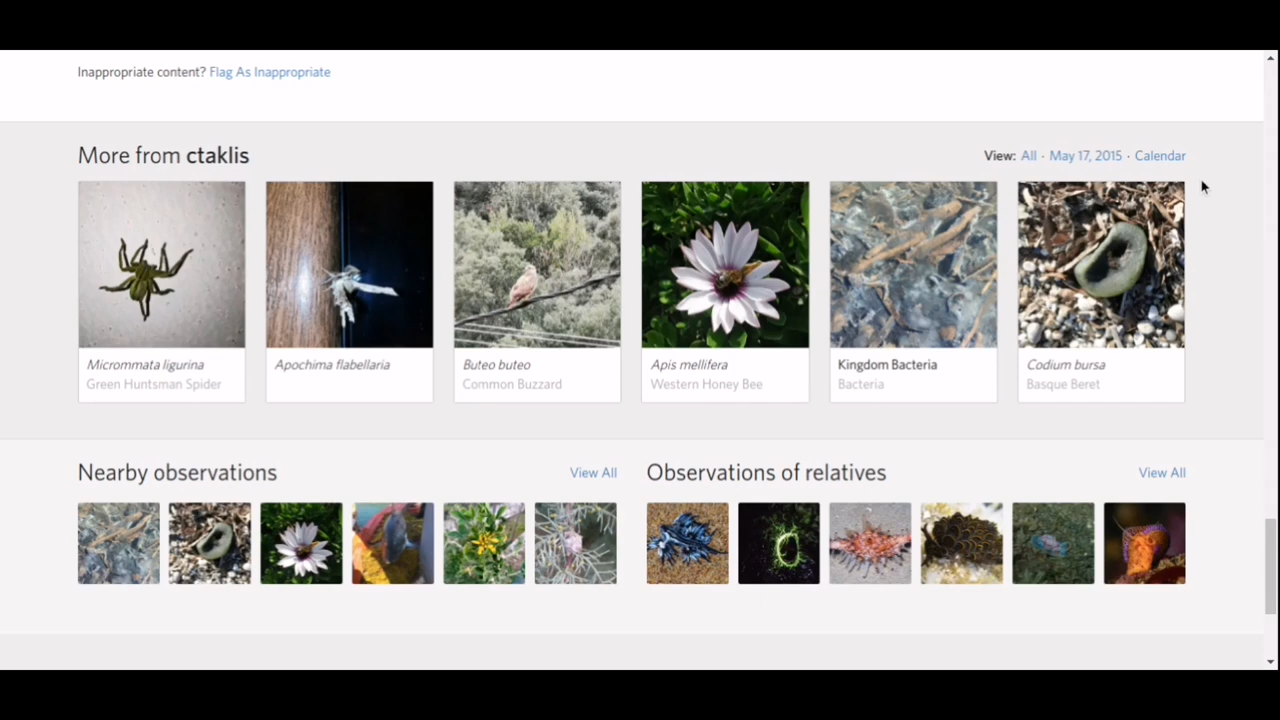 Inappropriate content? Flag As Inappropriate
More from ctaklis
View: All · May 17, 2015 · Calendar
Micrommata ligurina
Green Huntsman Spider
Apochima flabellaria
Buteo buteo
Common Buzzard
Apis mellifera
Western Honey Bee
Kingdom Bacteria
Bacteria
Codium bursa
Basque Beret
Nearby observations
View All
Observations of relatives
View All